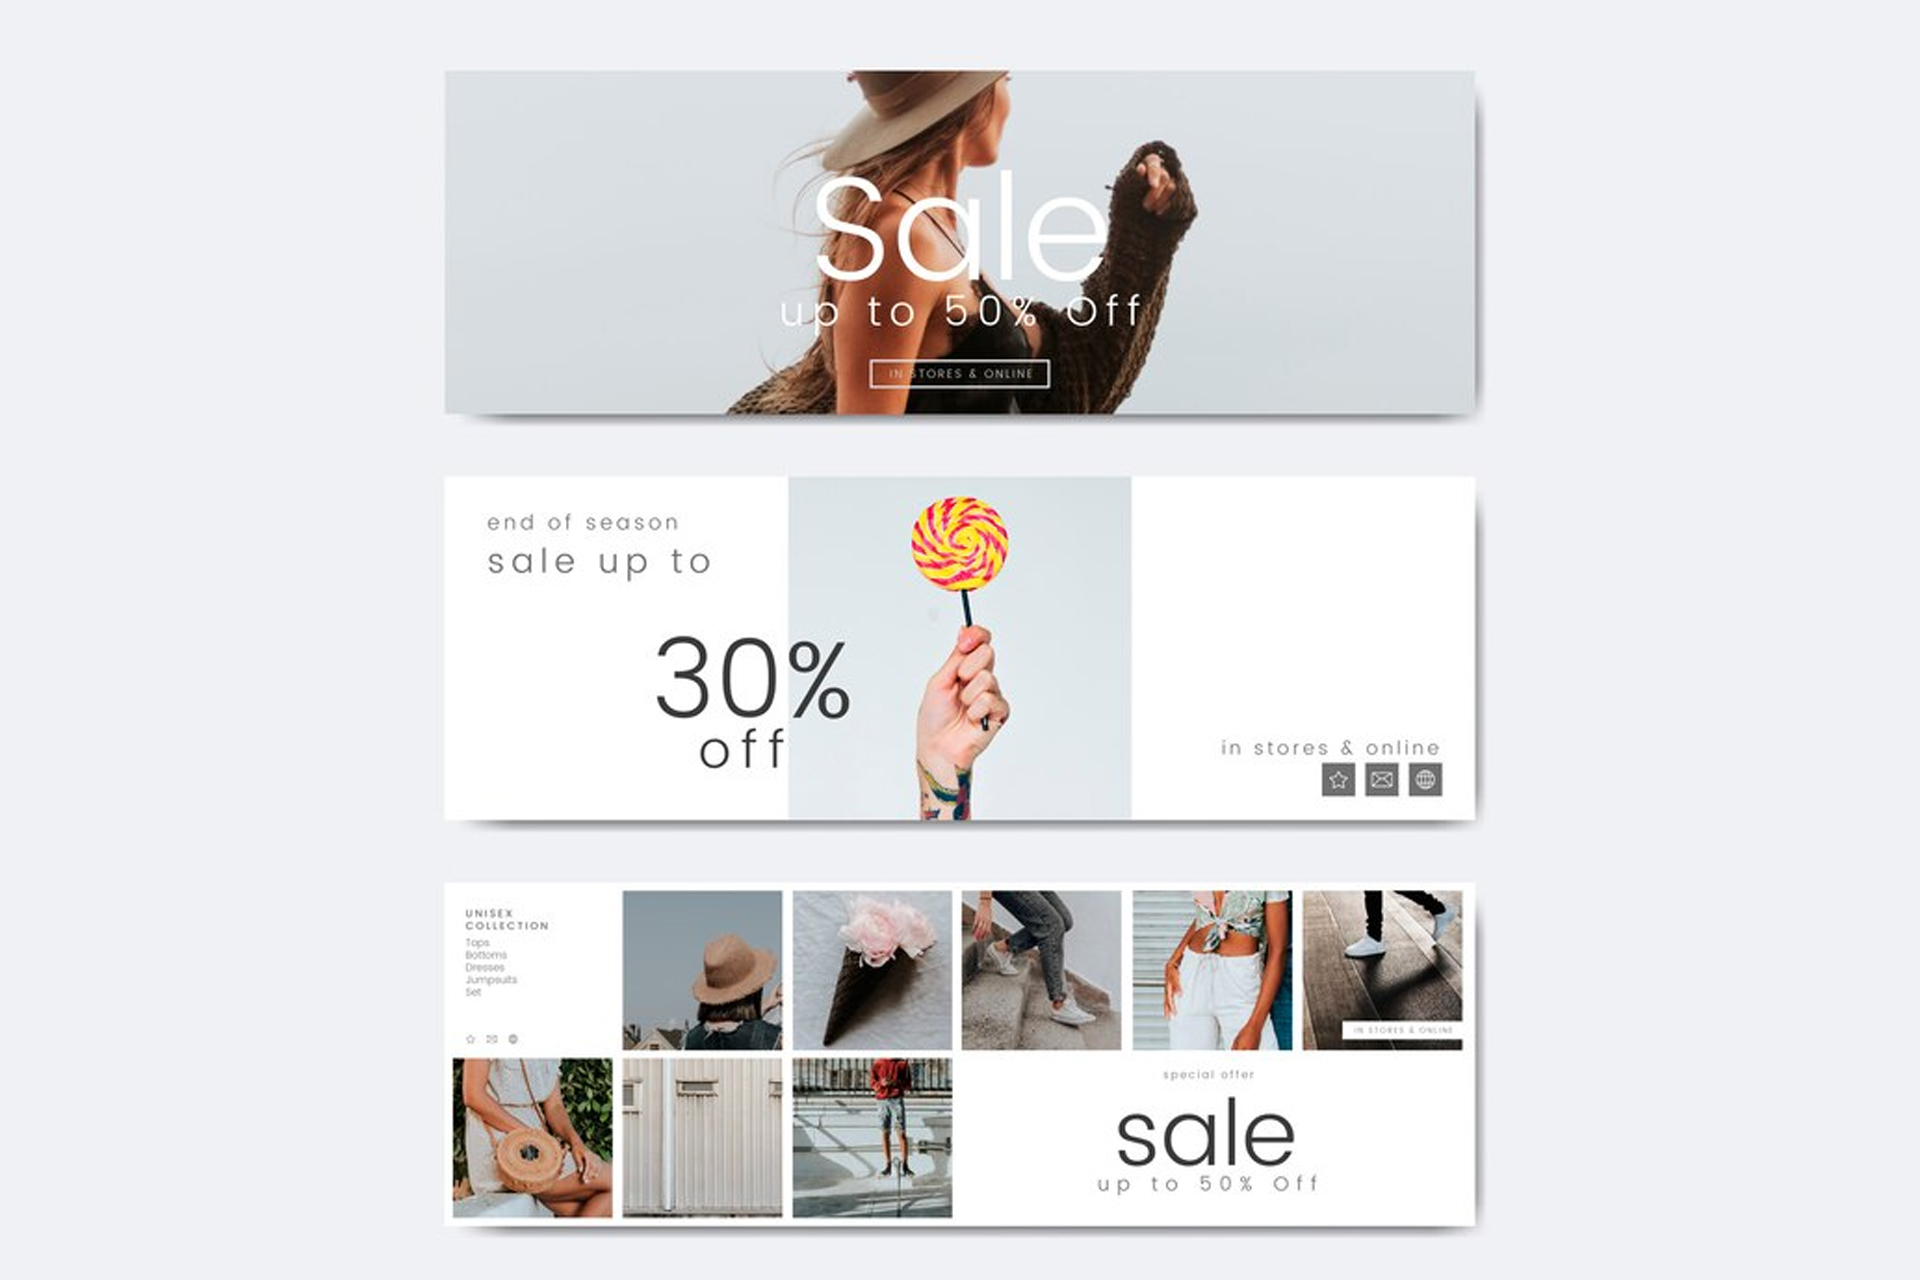 Sale
up to 50% Off
IN STORES & ONLINE
end of season
sale up to
30%
off
in stores & online
UNISEX
COLLECTION
Tops
Bottoms
Dresses
Jumpsuits
Set
IN STORES & ONLINE
special offer
sale
up to 50% Off